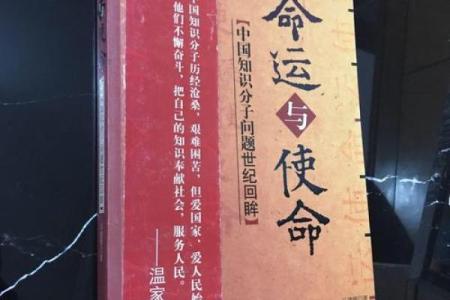 命运与使命
【中国知识分子问题世纪回眸】
中国知识分子历经沧桑，艰难困苦，但爱国家、爱人民始
他们不懈奋斗，把自己的知识奉献社会，服务人民。
——温家